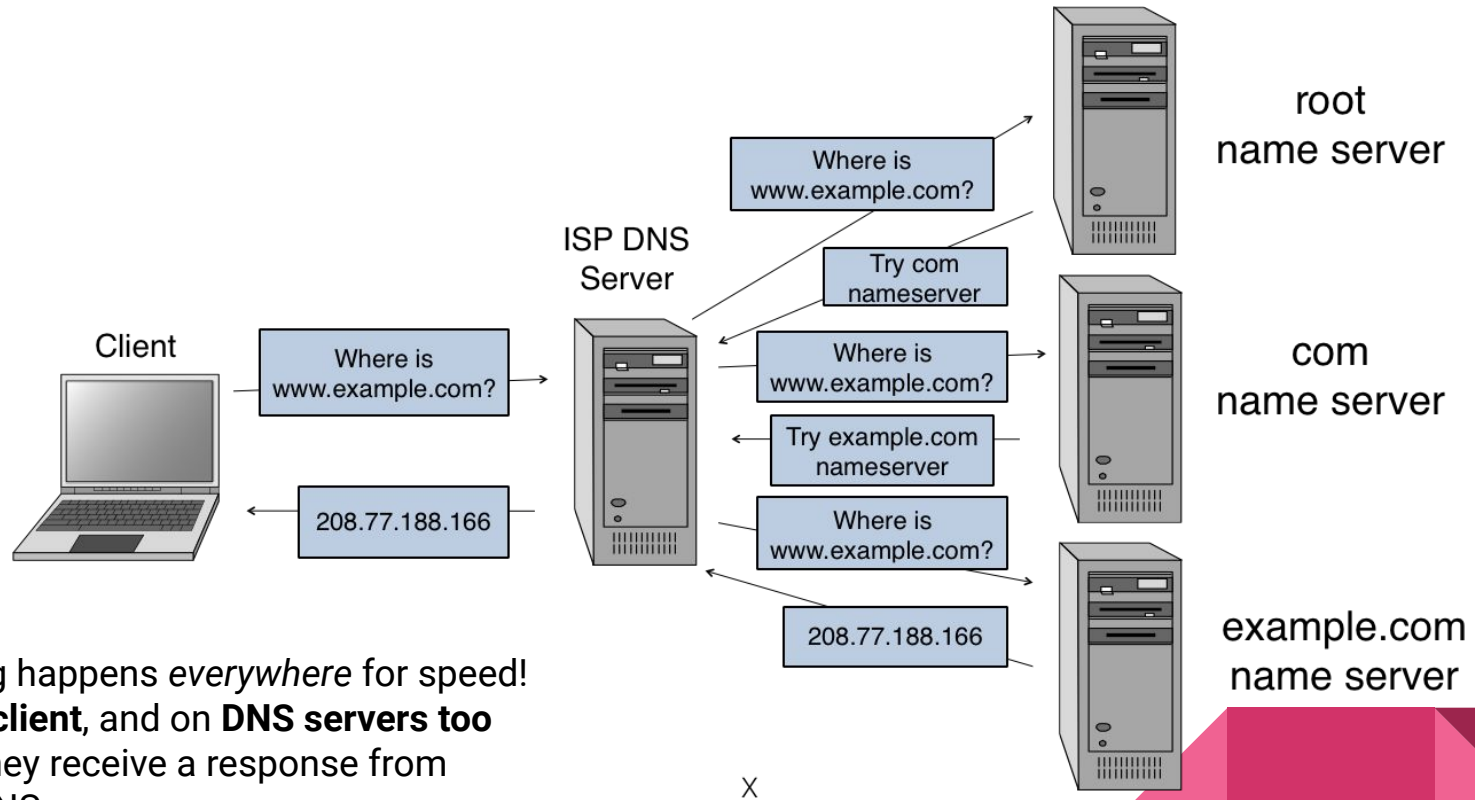 Client
Where is
www.example.com?
208.77.188.166
ISP DNS
Server
Where is
www.example.com?
Try com
nameserver
Where is
www.example.com?
Try example.com
nameserver
Where is
www.example.com?
208.77.188.166
root
name server
com
name server
example.com
name server
g happens everywhere for speed!
client, and on DNS servers too
hey receive a response from
X